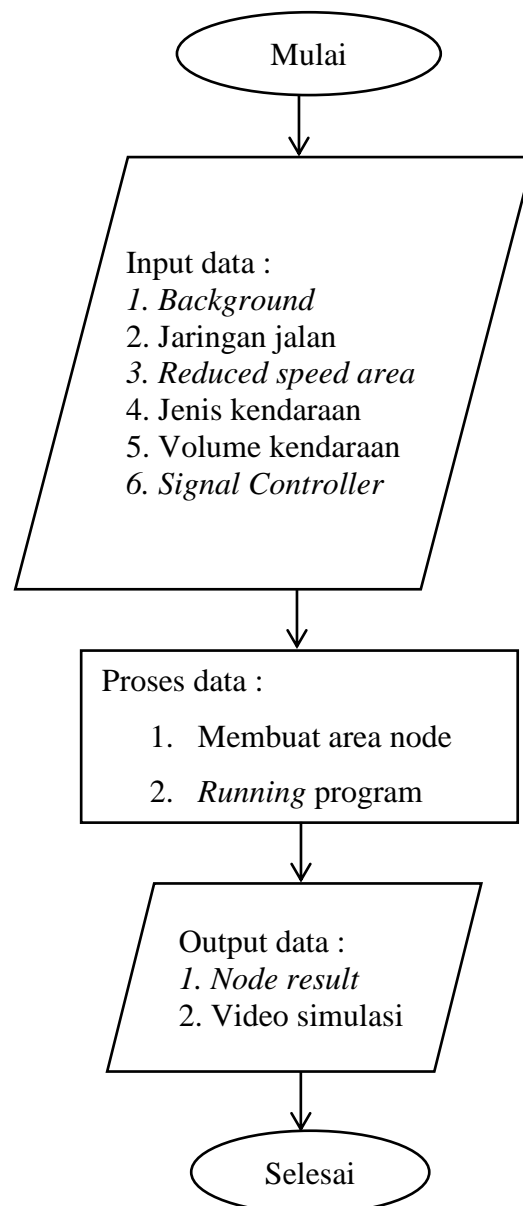 Mulai
Input data :
1. Background
2. Jaringan jalan
3. Reduced speed area
4. Jenis kendaraan
5. Volume kendaraan
6. Signal Controller
Proses data :
1. Membuat area node
2. Running program
Output data :
1. Node result
2. Video simulasi
Selesai